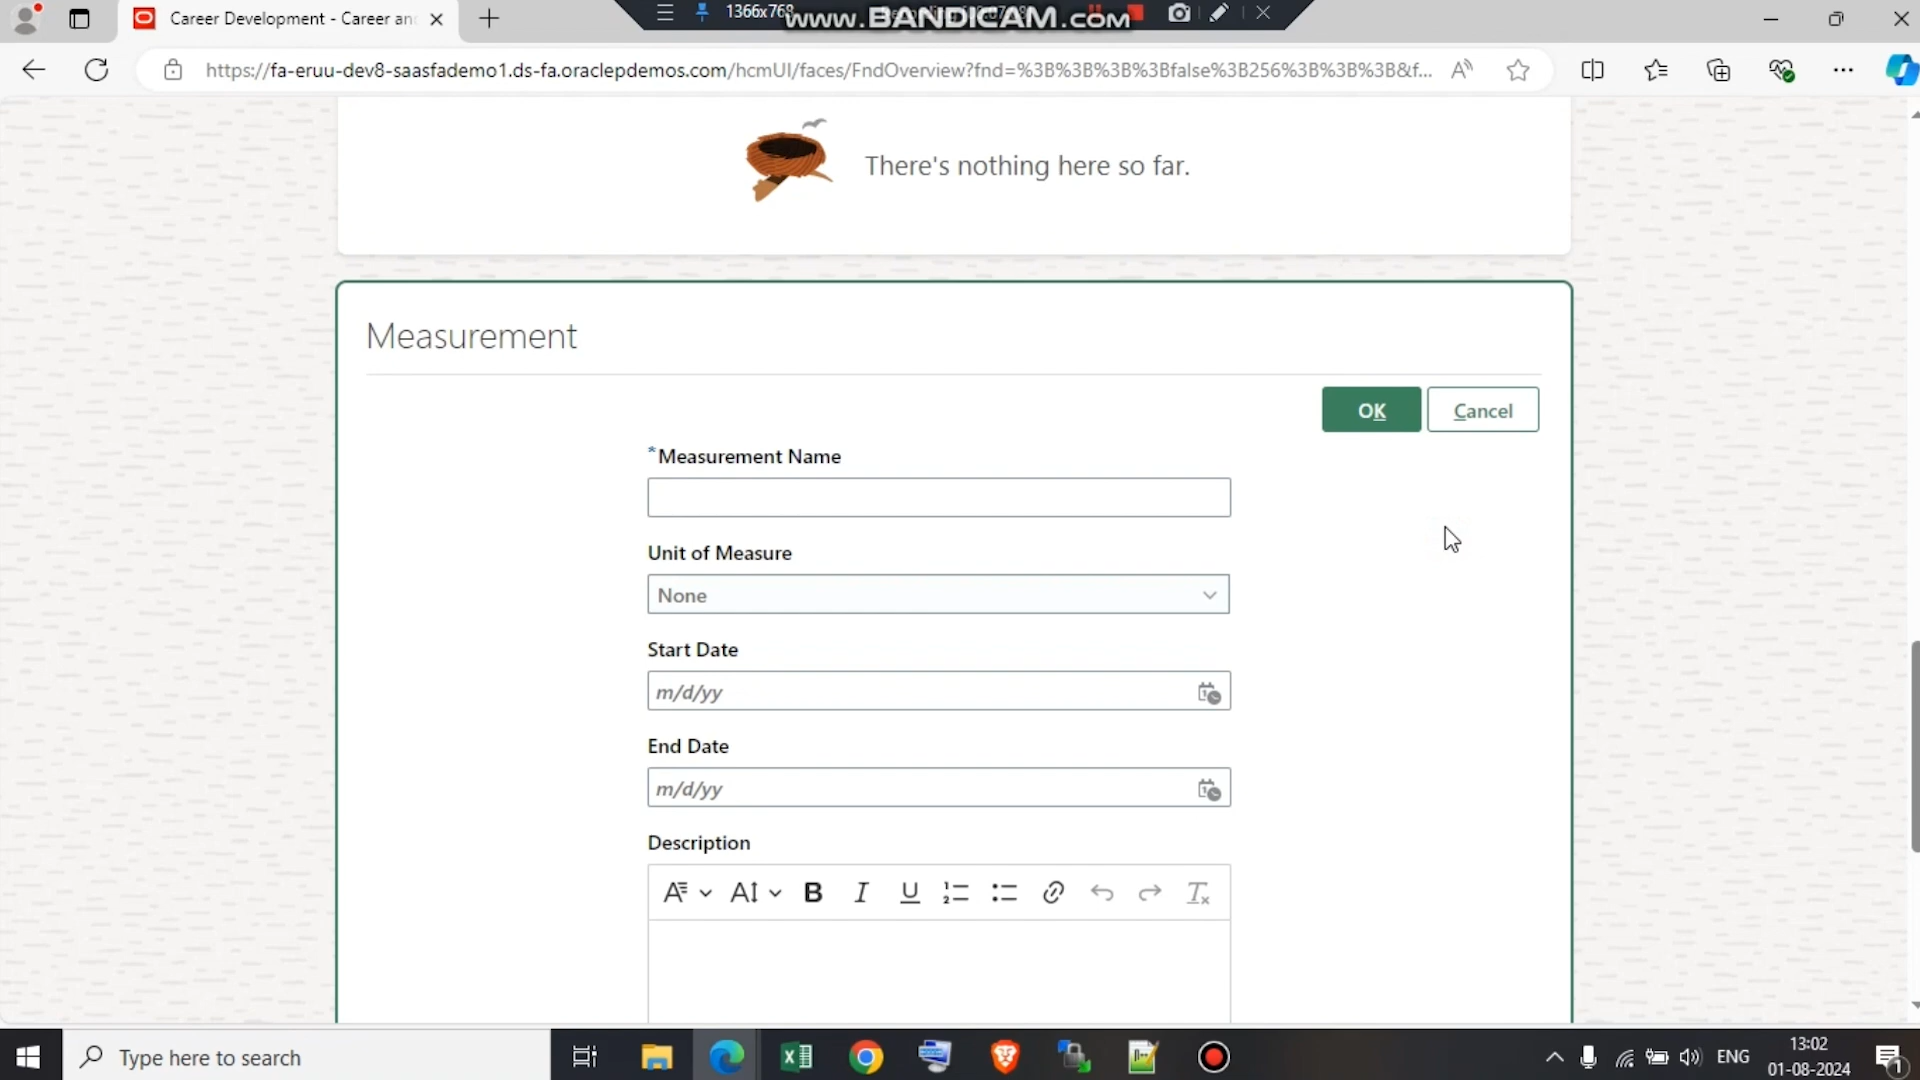 Career Development - Career an
1366x768
www.BANDICAM.com
https://fa-eruu-dev8-saasfademo1.ds-fa.oraclepdemos.com/hcmUI/faces/FndOverview?fnd=%3B%3B%3B%3Bfalse%3B256%3B%3B%3B&f...
There's nothing here so far.
Measurement
OK
Cancel
*Measurement Name
Unit of Measure
None
Start Date
m/d/yy
End Date
m/d/yy
Description
Type here to search
ENG
13:02
01-08-2024
1